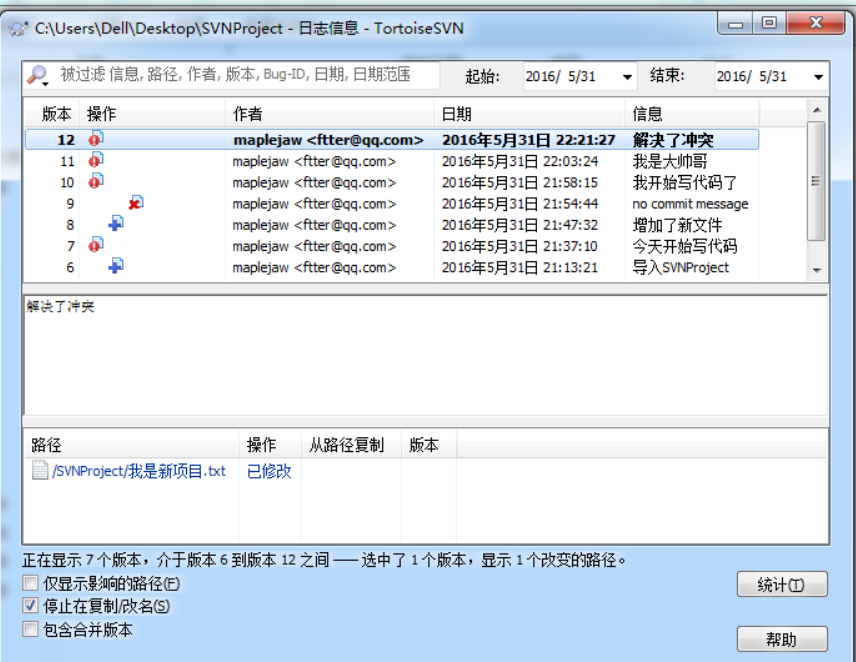 C:\Users\Dell\Desktop\SVNProject - 日志信息 - TortoiseSVN
被过滤 信息, 路径, 作者, 版本, Bug-ID, 日期, 日期范围 起始: 2016/ 5/31 结束: 2016/ 5/31
版本 操作 作者 日期 信息
12 maplejaw <ftter@qq.com> 2016年5月31日 22:21:27 解决了冲突
11 maplejaw <ftter@qq.com> 2016年5月31日 22:03:24 我是大帅哥
10 maplejaw <ftter@qq.com> 2016年5月31日 21:58:15 我开始写代码了
9 maplejaw <ftter@qq.com> 2016年5月31日 21:54:44 no commit message
8 maplejaw <ftter@qq.com> 2016年5月31日 21:47:32 增加了新文件
7 maplejaw <ftter@qq.com> 2016年5月31日 21:37:10 今天开始写代码
6 maplejaw <ftter@qq.com> 2016年5月31日 21:13:21 导入SVNProject
解决了冲突
路径 操作 从路径复制 版本
/SVNProject/我是新项目.txt 已修改
正在显示 7 个版本，介于版本 6 到版本 12 之间 —— 选中了 1 个版本，显示 1 个改变的路径。
仅显示影响的路径(F)
统计(T)
停止在复制/改名(S)
包含合并版本
帮助